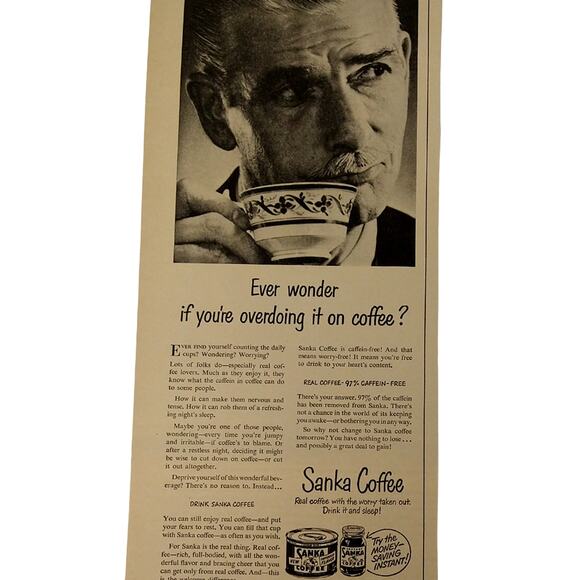 Ever wonder
if you're overdoing it on coffee?
EVER FIND yourself counting the daily
cups? Wondering? Worrying?
Lots of folks do—especially real cof-
fee lovers. Much as they enjoy it, they
know what the caffein in coffee can do
to some people.
How it can make them nervous and
tense. How it can rob them of a refresh-
ing night's sleep.
Maybe you're one of those people,
wondering—every time you're jumpy
and irritable—if coffee's to blame. Or
after a restless night, deciding it might
be wise to cut down on coffee—or cut
it out altogether.
Deprive yourself of this wonderful bev-
erage? There's no reason to. Instead...
DRINK SANKA COFFEE
You can still enjoy real coffee—and put
your fears to rest. You can fill that cup
with Sanka coffee—as often as you wish.
For Sanka is the real thing. Real cof-
fee—rich, full-bodied, with all the won-
derful flavor and bracing cheer that you
can get only from real coffee. And—this
is the welcome difference
Sanka Coffee is caffein-free! And that
means worry-free! It means you're free
to drink to your heart's content.
REAL COFFEE-97% CAFFEIN-FREE
There's your answer. 97% of the caffein
has been removed from Sanka. There's
not a chance in the world of its keeping
you awake—or bothering you in any way.
So why not change to Sanka coffee
tomorrow? You have nothing to lose...
and possibly a great deal to gain!
Sanka Coffee
Real coffee with the worry taken out.
Drink it and sleep!
SANKA
COFFEE
SANKA
COFFEE
Try the
MONEY-
SAVING
INSTANT!